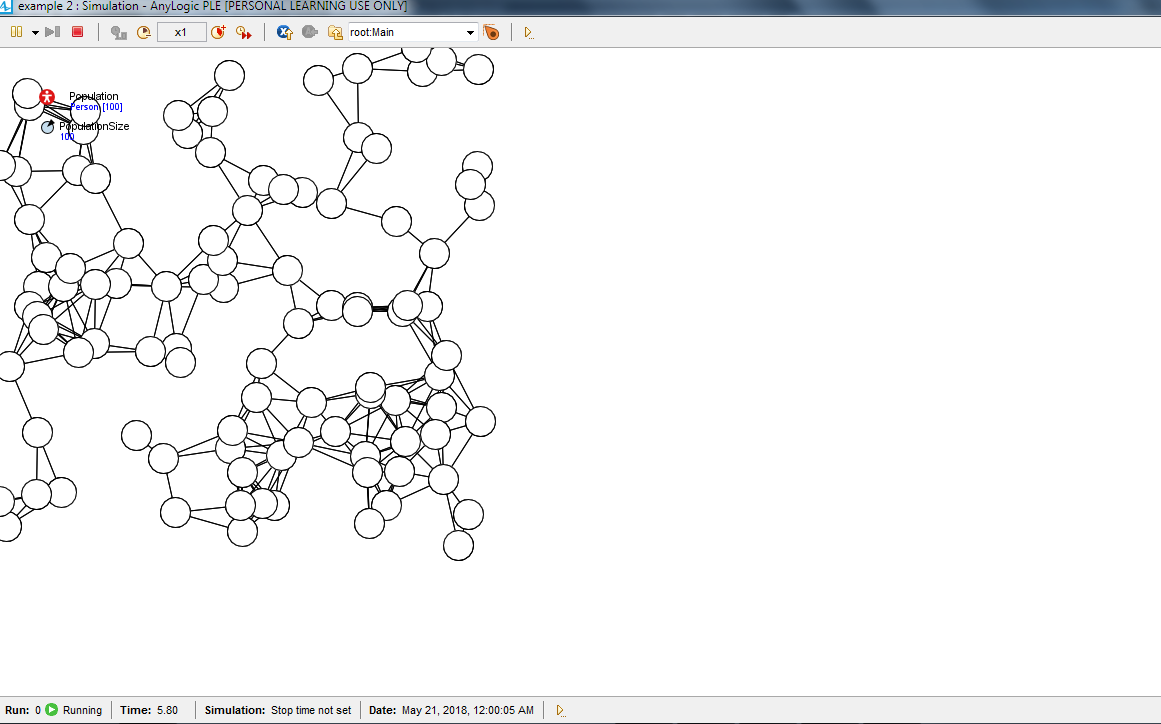 example 2 : Simulation - AnyLogic PLE [PERSONAL LEARNING USE ONLY]
x1
root:Main
Population
Person [100]
PopulationSize
100
Run: 0 Running Time: 5.80 Simulation: Stop time not set Date: May 21, 2018, 12:00:05 AM